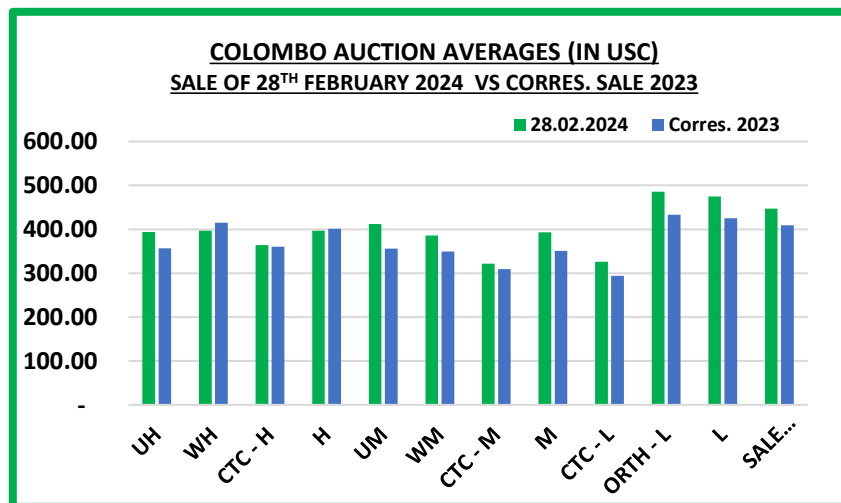 COLOMBO AUCTION AVERAGES (IN USC)
SALE OF 28TH FEBRUARY 2024 VS CORRES. SALE 2023
28.02.2024 Corres. 2023
600.00
500.00
400.00
300.00
200.00
100.00
-
UH WH CTC - H H UM WM CTC - M M CTC - L ORTH - L L SALE...